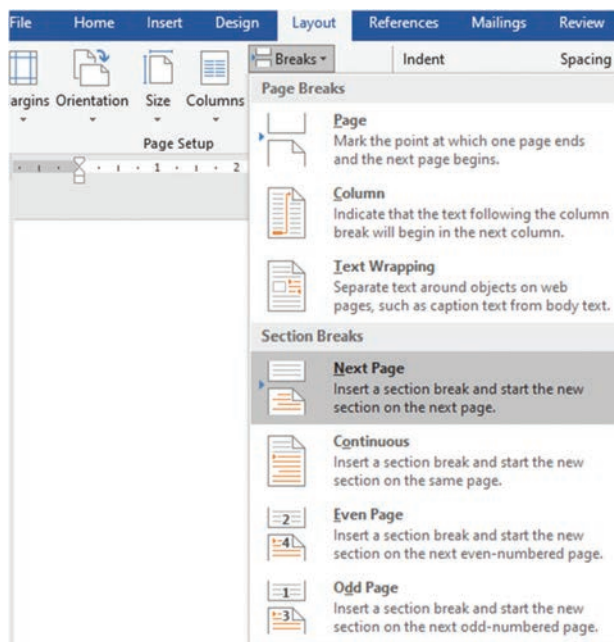 File Home Insert Design Layout References Mailings Review
Breaks Indent Spacing
argins Orientation Size Columns
Page Setup
1 2
Page Breaks
Page
Mark the point at which one page ends
and the next page begins.
Column
Indicate that the text following the column
break will begin in the next column.
Text Wrapping
Separate text around objects on web
pages, such as caption text from body text.
Section Breaks
Next Page
Insert a section break and start the new
section on the next page.
Continuous
Insert a section break and start the new
section on the same page.
2
4
Even Page
Insert a section break and start the new
section on the next even-numbered page.
1
3
Odd Page
Insert a section break and start the new
section on the next odd-numbered page.